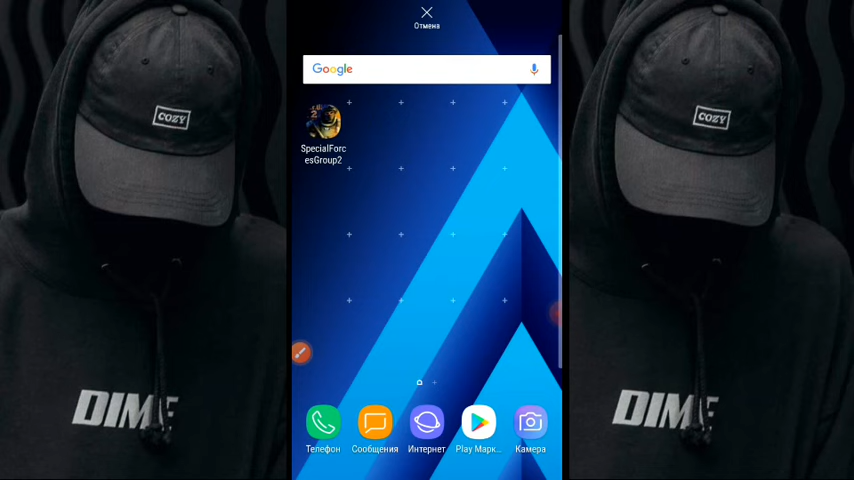 Отмена
Google
SpecialForc
esGroup2
COZY
COZY
DIME
DIME
Телефон
Сообщения
Интернет
Play Марк...
Камера